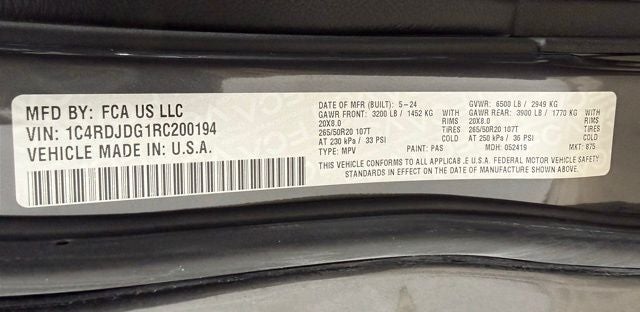 MFD BY: FCA US LLC
VIN: 1C4RDJDG1RC200194
VEHICLE MADE IN: U.S.A.
DATE OF MFR (BUILT): 5-24 GVWR: 6500 LB / 2949 KG
GAWR FRONT: 3200 LB / 1452 KG WITH GAWR REAR: 3900 LB / 1770 KG WITH
20X8.0 RIMS 20X8.0 RIMS
265/50R20 107T TIRES 265/50R20 107T TIRES
AT 230 kPa / 33 PSI COLD AT 250 kPa / 36 PSI COLD
TYPE: MPV PAINT: PAS MDH: 052419 MKT: 875
THIS VEHICLE CONFORMS TO ALL APPLICABLE U.S.A. FEDERAL MOTOR VEHICLE SAFETY
STANDARDS IN EFFECT ON THE DATE OF MANUFACTURE SHOWN ABOVE.